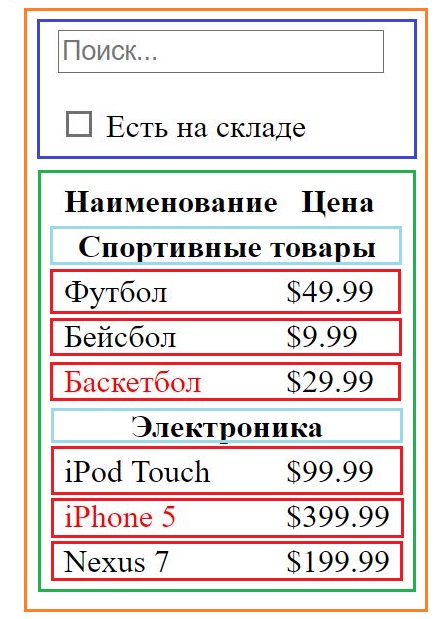 Поиск...
Есть на складе
Наименование Цена
Спортивные товары
Футбол $49.99
Бейсбол $9.99
Баскетбол $29.99
Электроника
iPod Touch $99.99
iPhone 5 $399.99
Nexus 7 $199.99